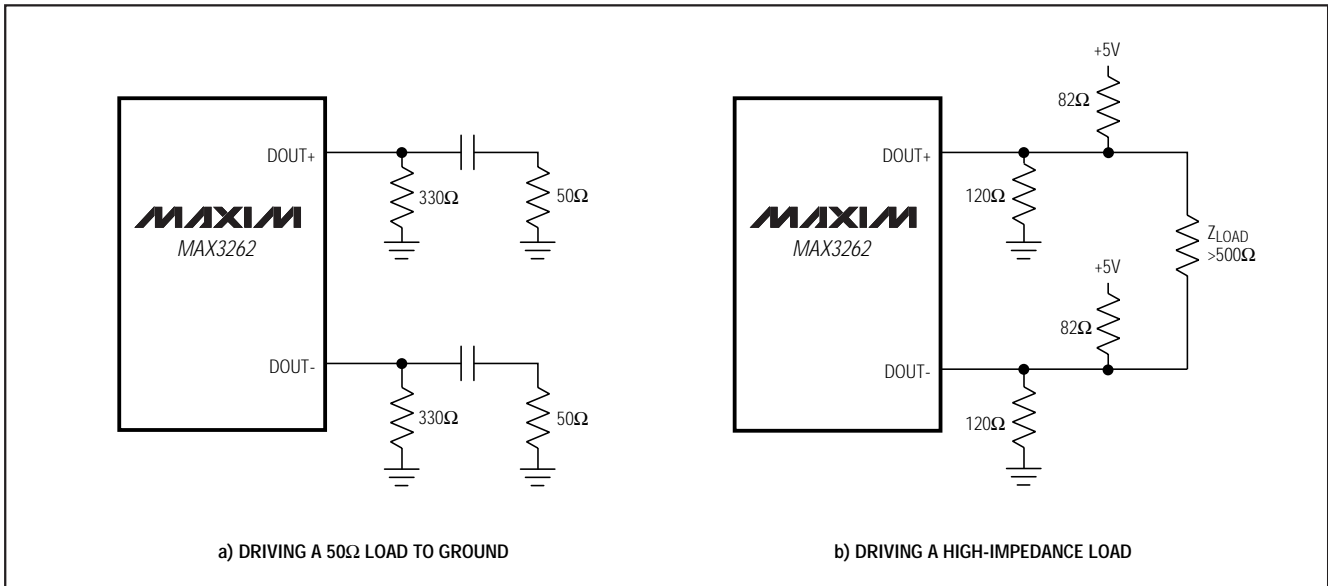 DOUT+
MAXIM
MAX3262
DOUT-
330Ω
50Ω
330Ω
50Ω
a) DRIVING A 50Ω LOAD TO GROUND
+5V
82Ω
DOUT+
120Ω
MAXIM
MAX3262
ZLOAD
>500Ω
+5V
82Ω
DOUT-
120Ω
b) DRIVING A HIGH-IMPEDANCE LOAD